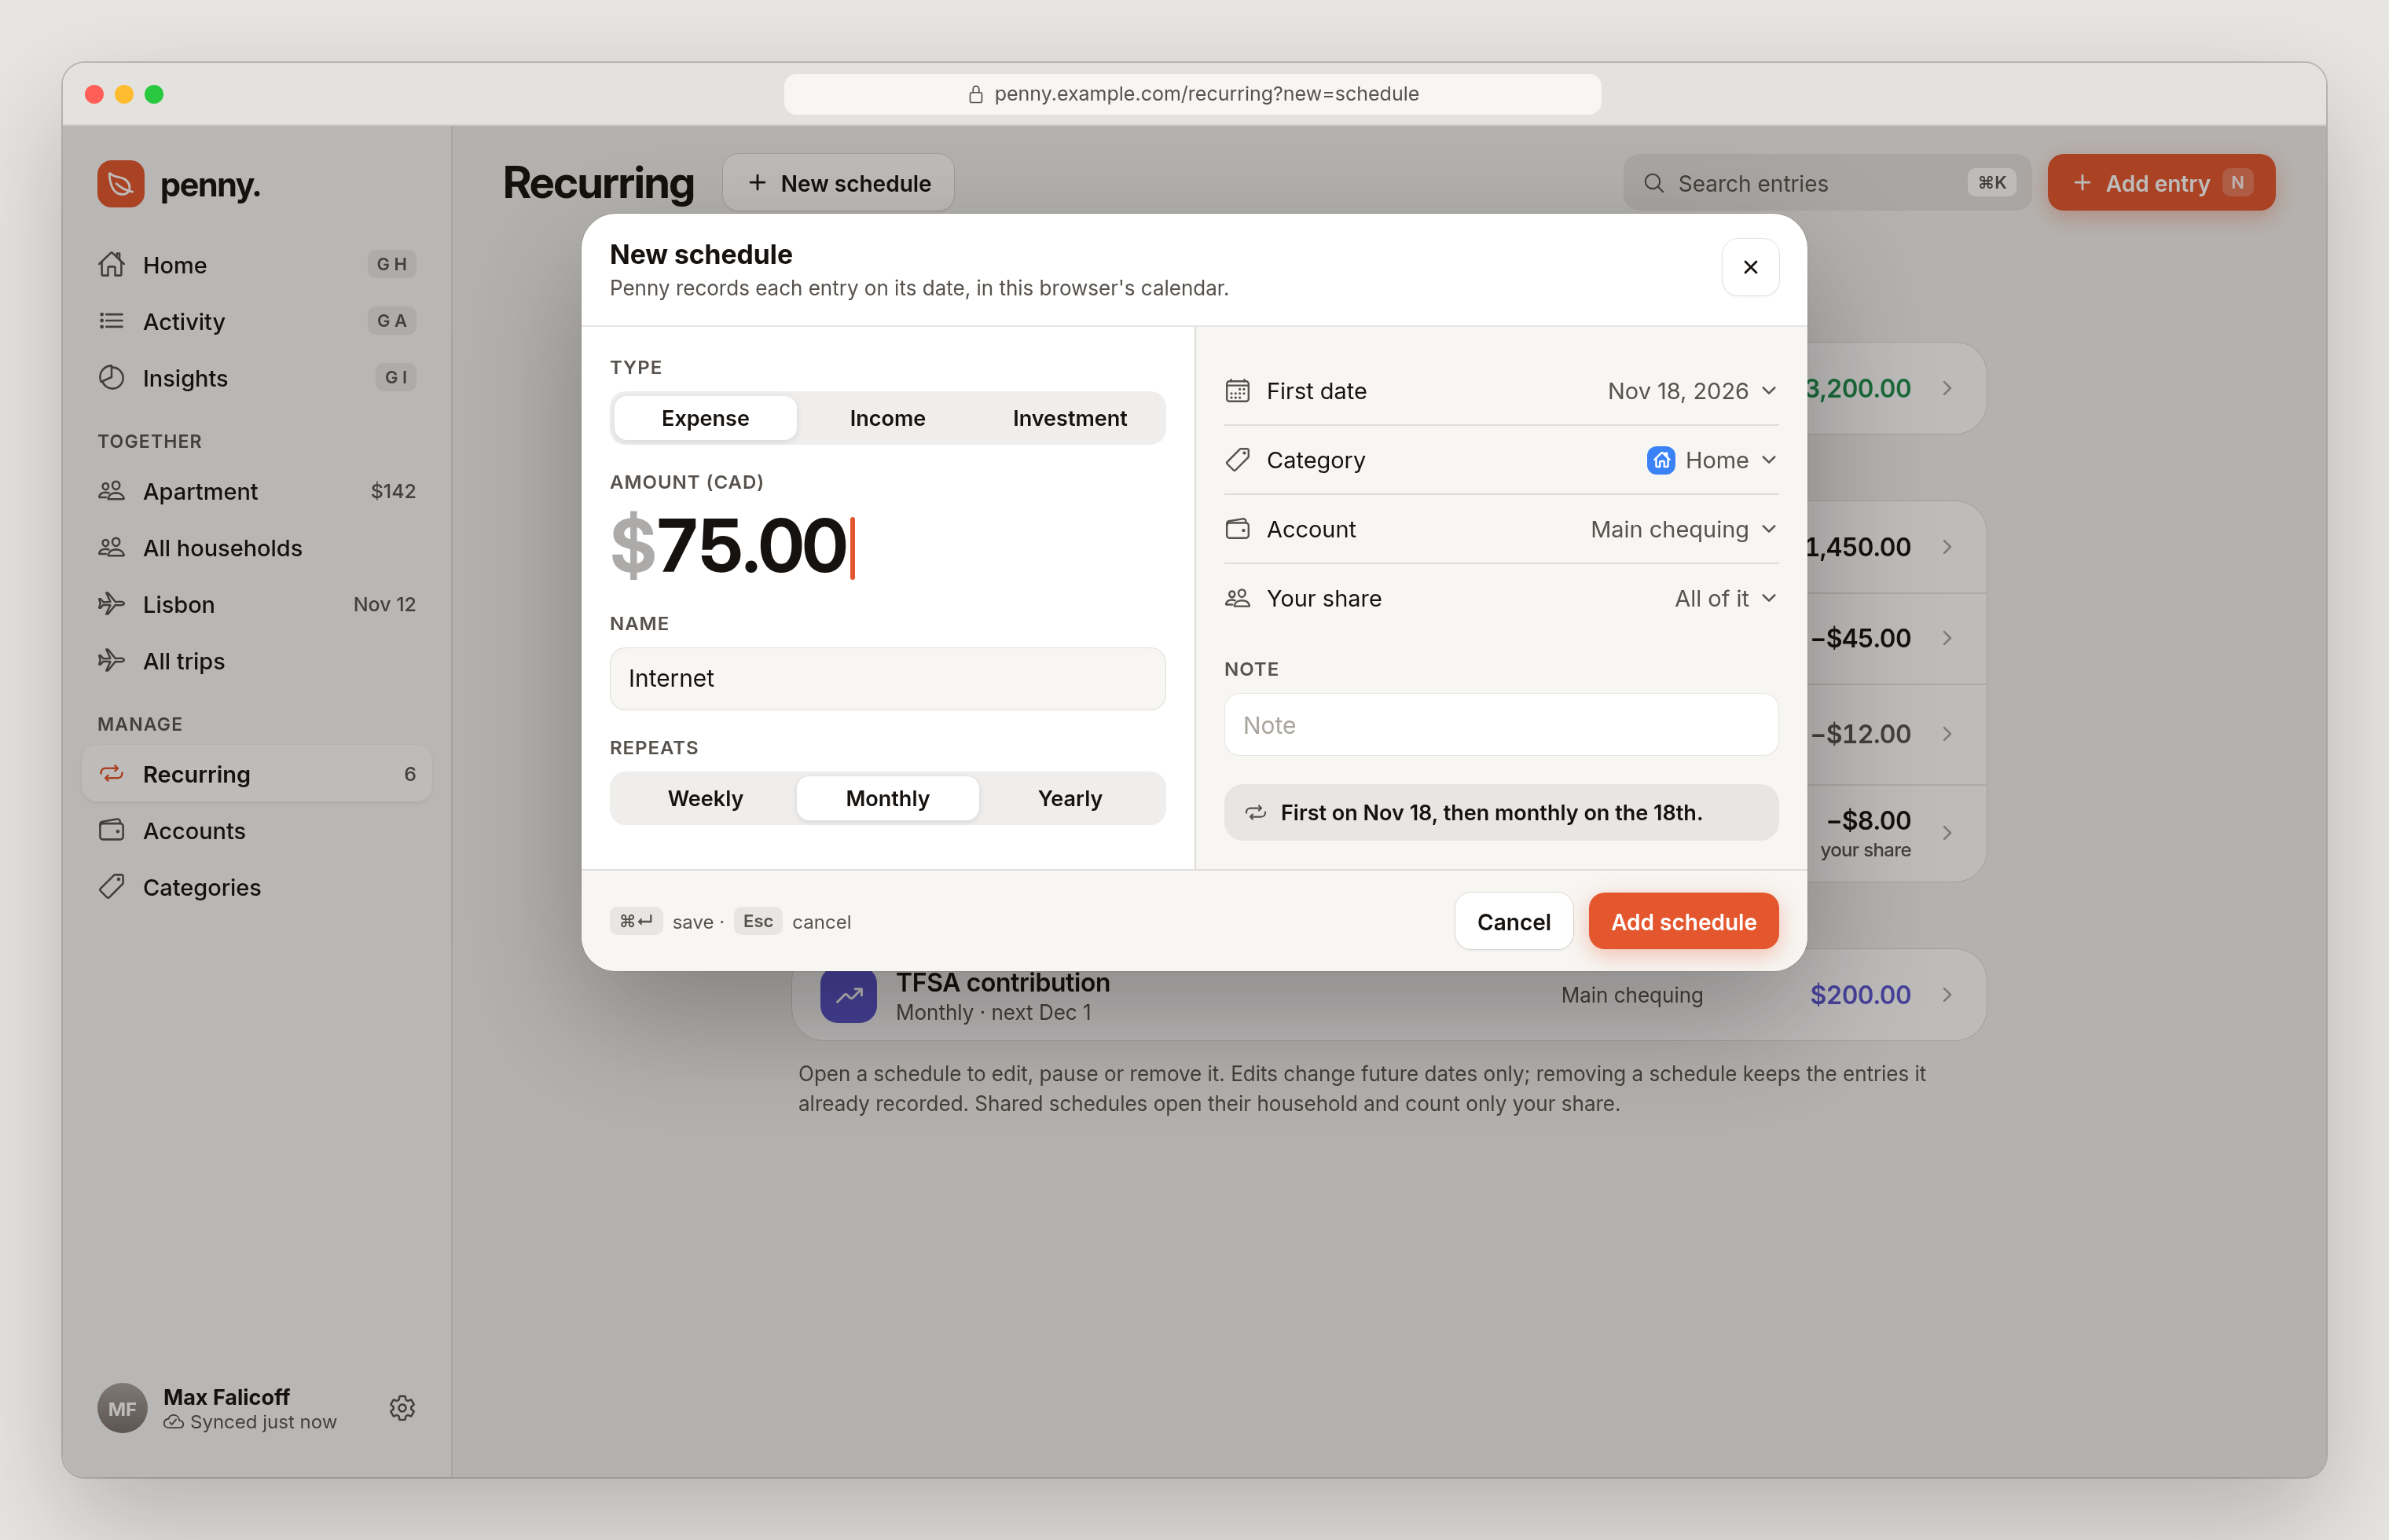 penny.example.com/recurring?new=schedule
penny.
Home G H
Activity G A
Insights G I
TOGETHER
Apartment $142
All households
Lisbon Nov 12
All trips
MANAGE
Recurring 6
Accounts
Categories
MF
Max Falicoff
Synced just now
Recurring
New schedule
Search entries ⌘K
Add entry N
New schedule
Penny records each entry on its date, in this browser's calendar.
TYPE
Expense Income Investment
AMOUNT (CAD)
$75.00
NAME
Internet
REPEATS
Weekly Monthly Yearly
First date Nov 18, 2026
Category Home
Account Main chequing
Your share All of it
NOTE
Note
First on Nov 18, then monthly on the 18th.
⌘↵ save · Esc cancel
Cancel
Add schedule
3,200.00
1,450.00
–$45.00
–$12.00
–$8.00
your share
TFSA contribution
Monthly · next Dec 1
Main chequing
$200.00
Open a schedule to edit, pause or remove it. Edits change future dates only; removing a schedule keeps the entries it
already recorded. Shared schedules open their household and count only your share.